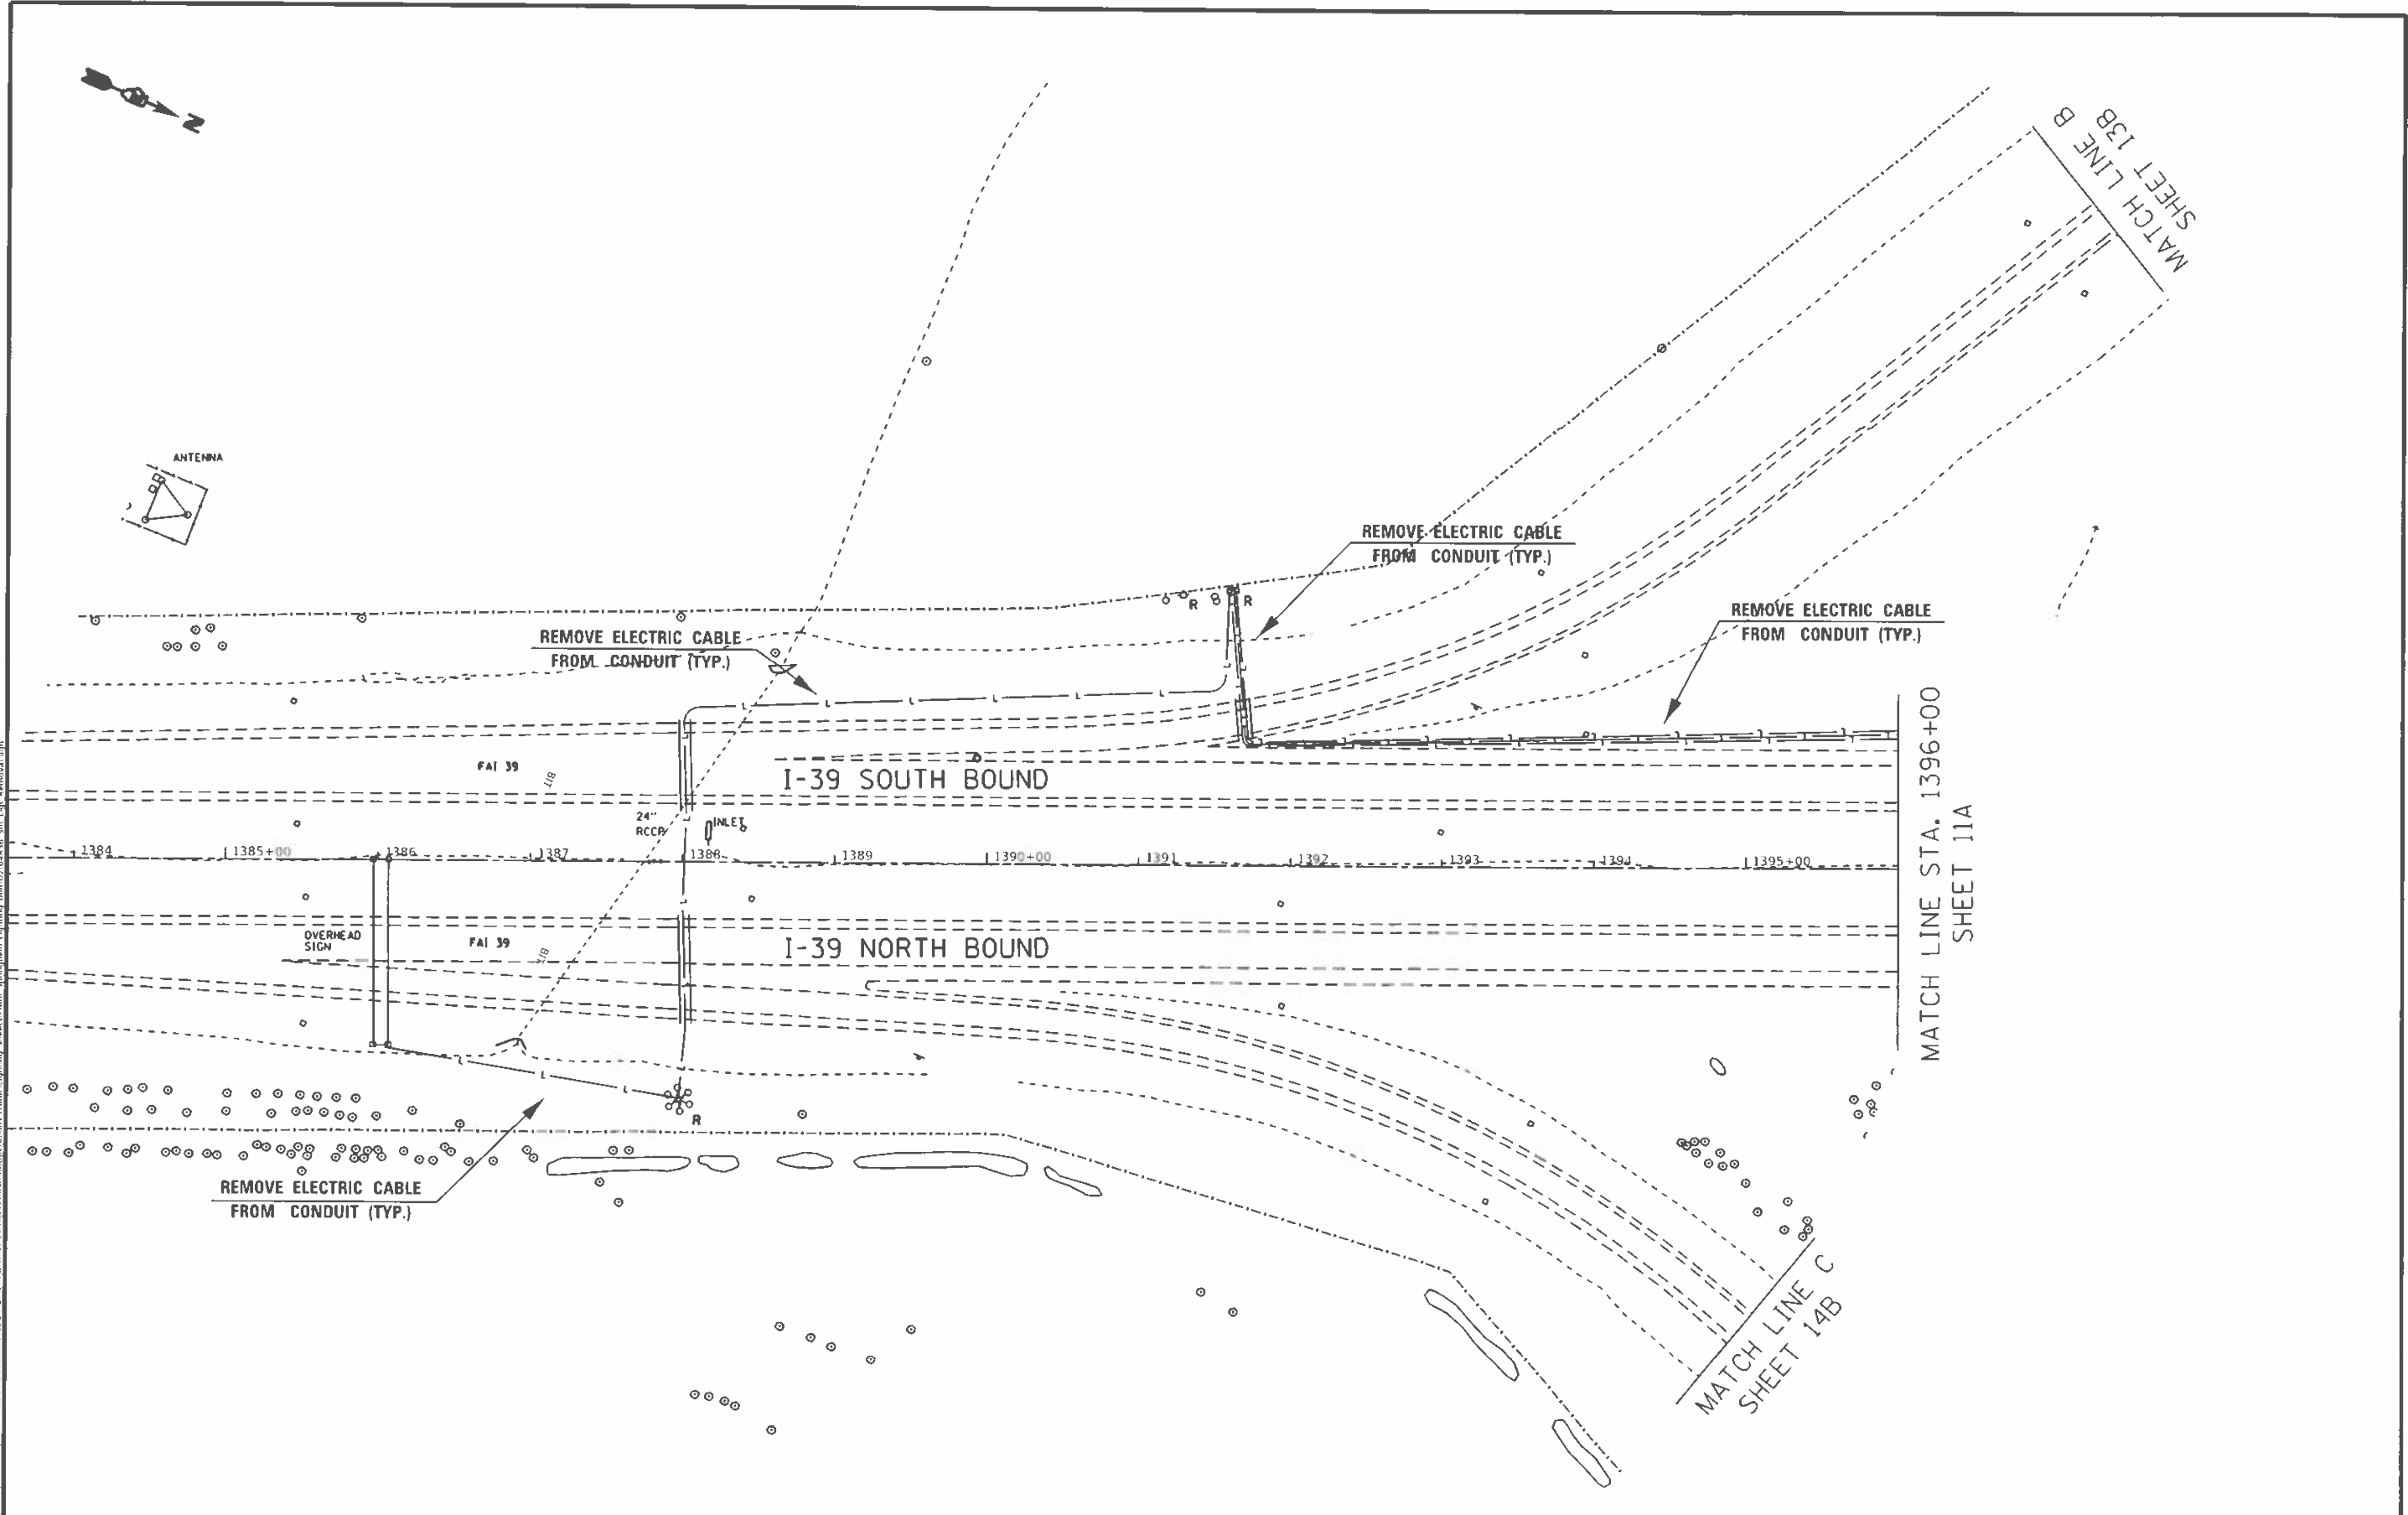 N
MATCH LINE B
SHEET 13B
ANTENNA
REMOVE ELECTRIC CABLE
FROM CONDUIT (TYP.)
R
R
REMOVE ELECTRIC CABLE
FROM CONDUIT (TYP.)
REMOVE ELECTRIC CABLE
FROM CONDUIT (TYP.)
FAI 39
BIT
I-39 SOUTH BOUND
24"
RCCP
INLET
1384
1385+00
1386
1387
1388
1389
1390+00
1391
1392
1393
1394
1395+00
MATCH LINE STA. 1396+00
SHEET 11A
OVERHEAD
SIGN
FAI 39
BIT
I-39 NORTH BOUND
R
REMOVE ELECTRIC CABLE
FROM CONDUIT (TYP.)
MATCH LINE C
SHEET 14B